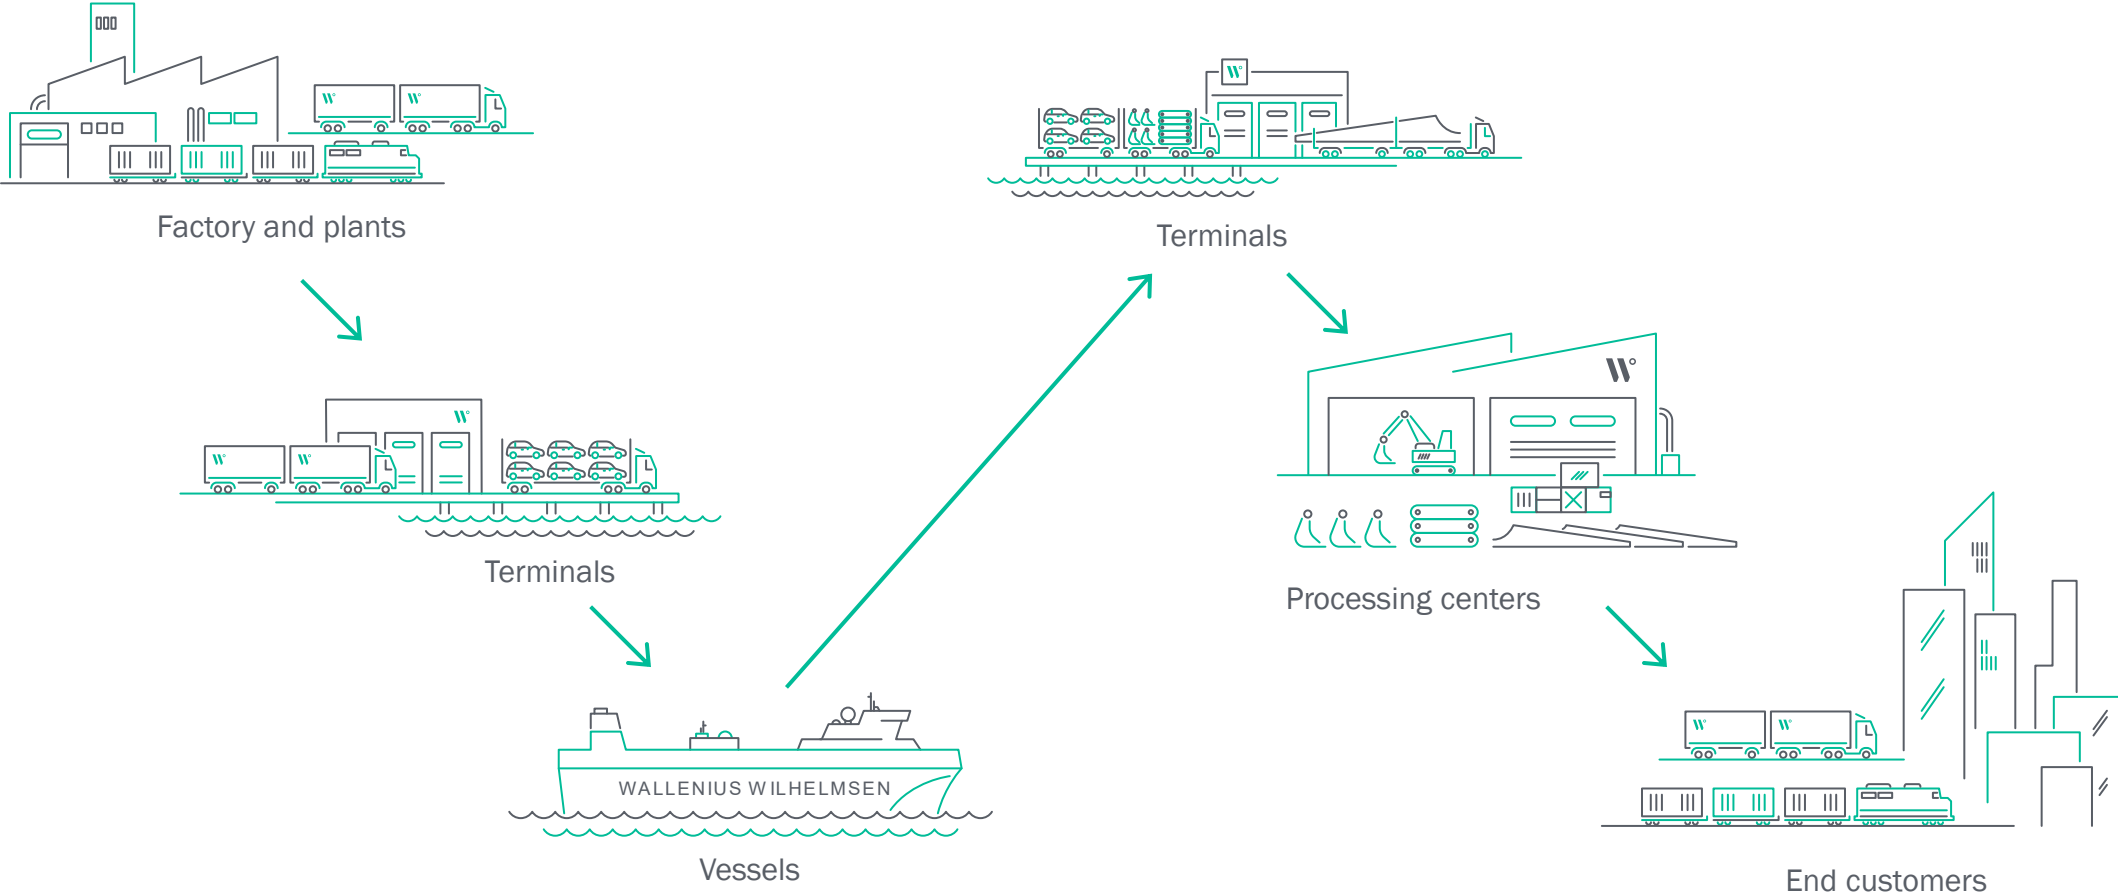 Factory and plants
Terminals
Terminals
Processing centers
WALLENIUS WILHELMSEN
Vessels
End customers